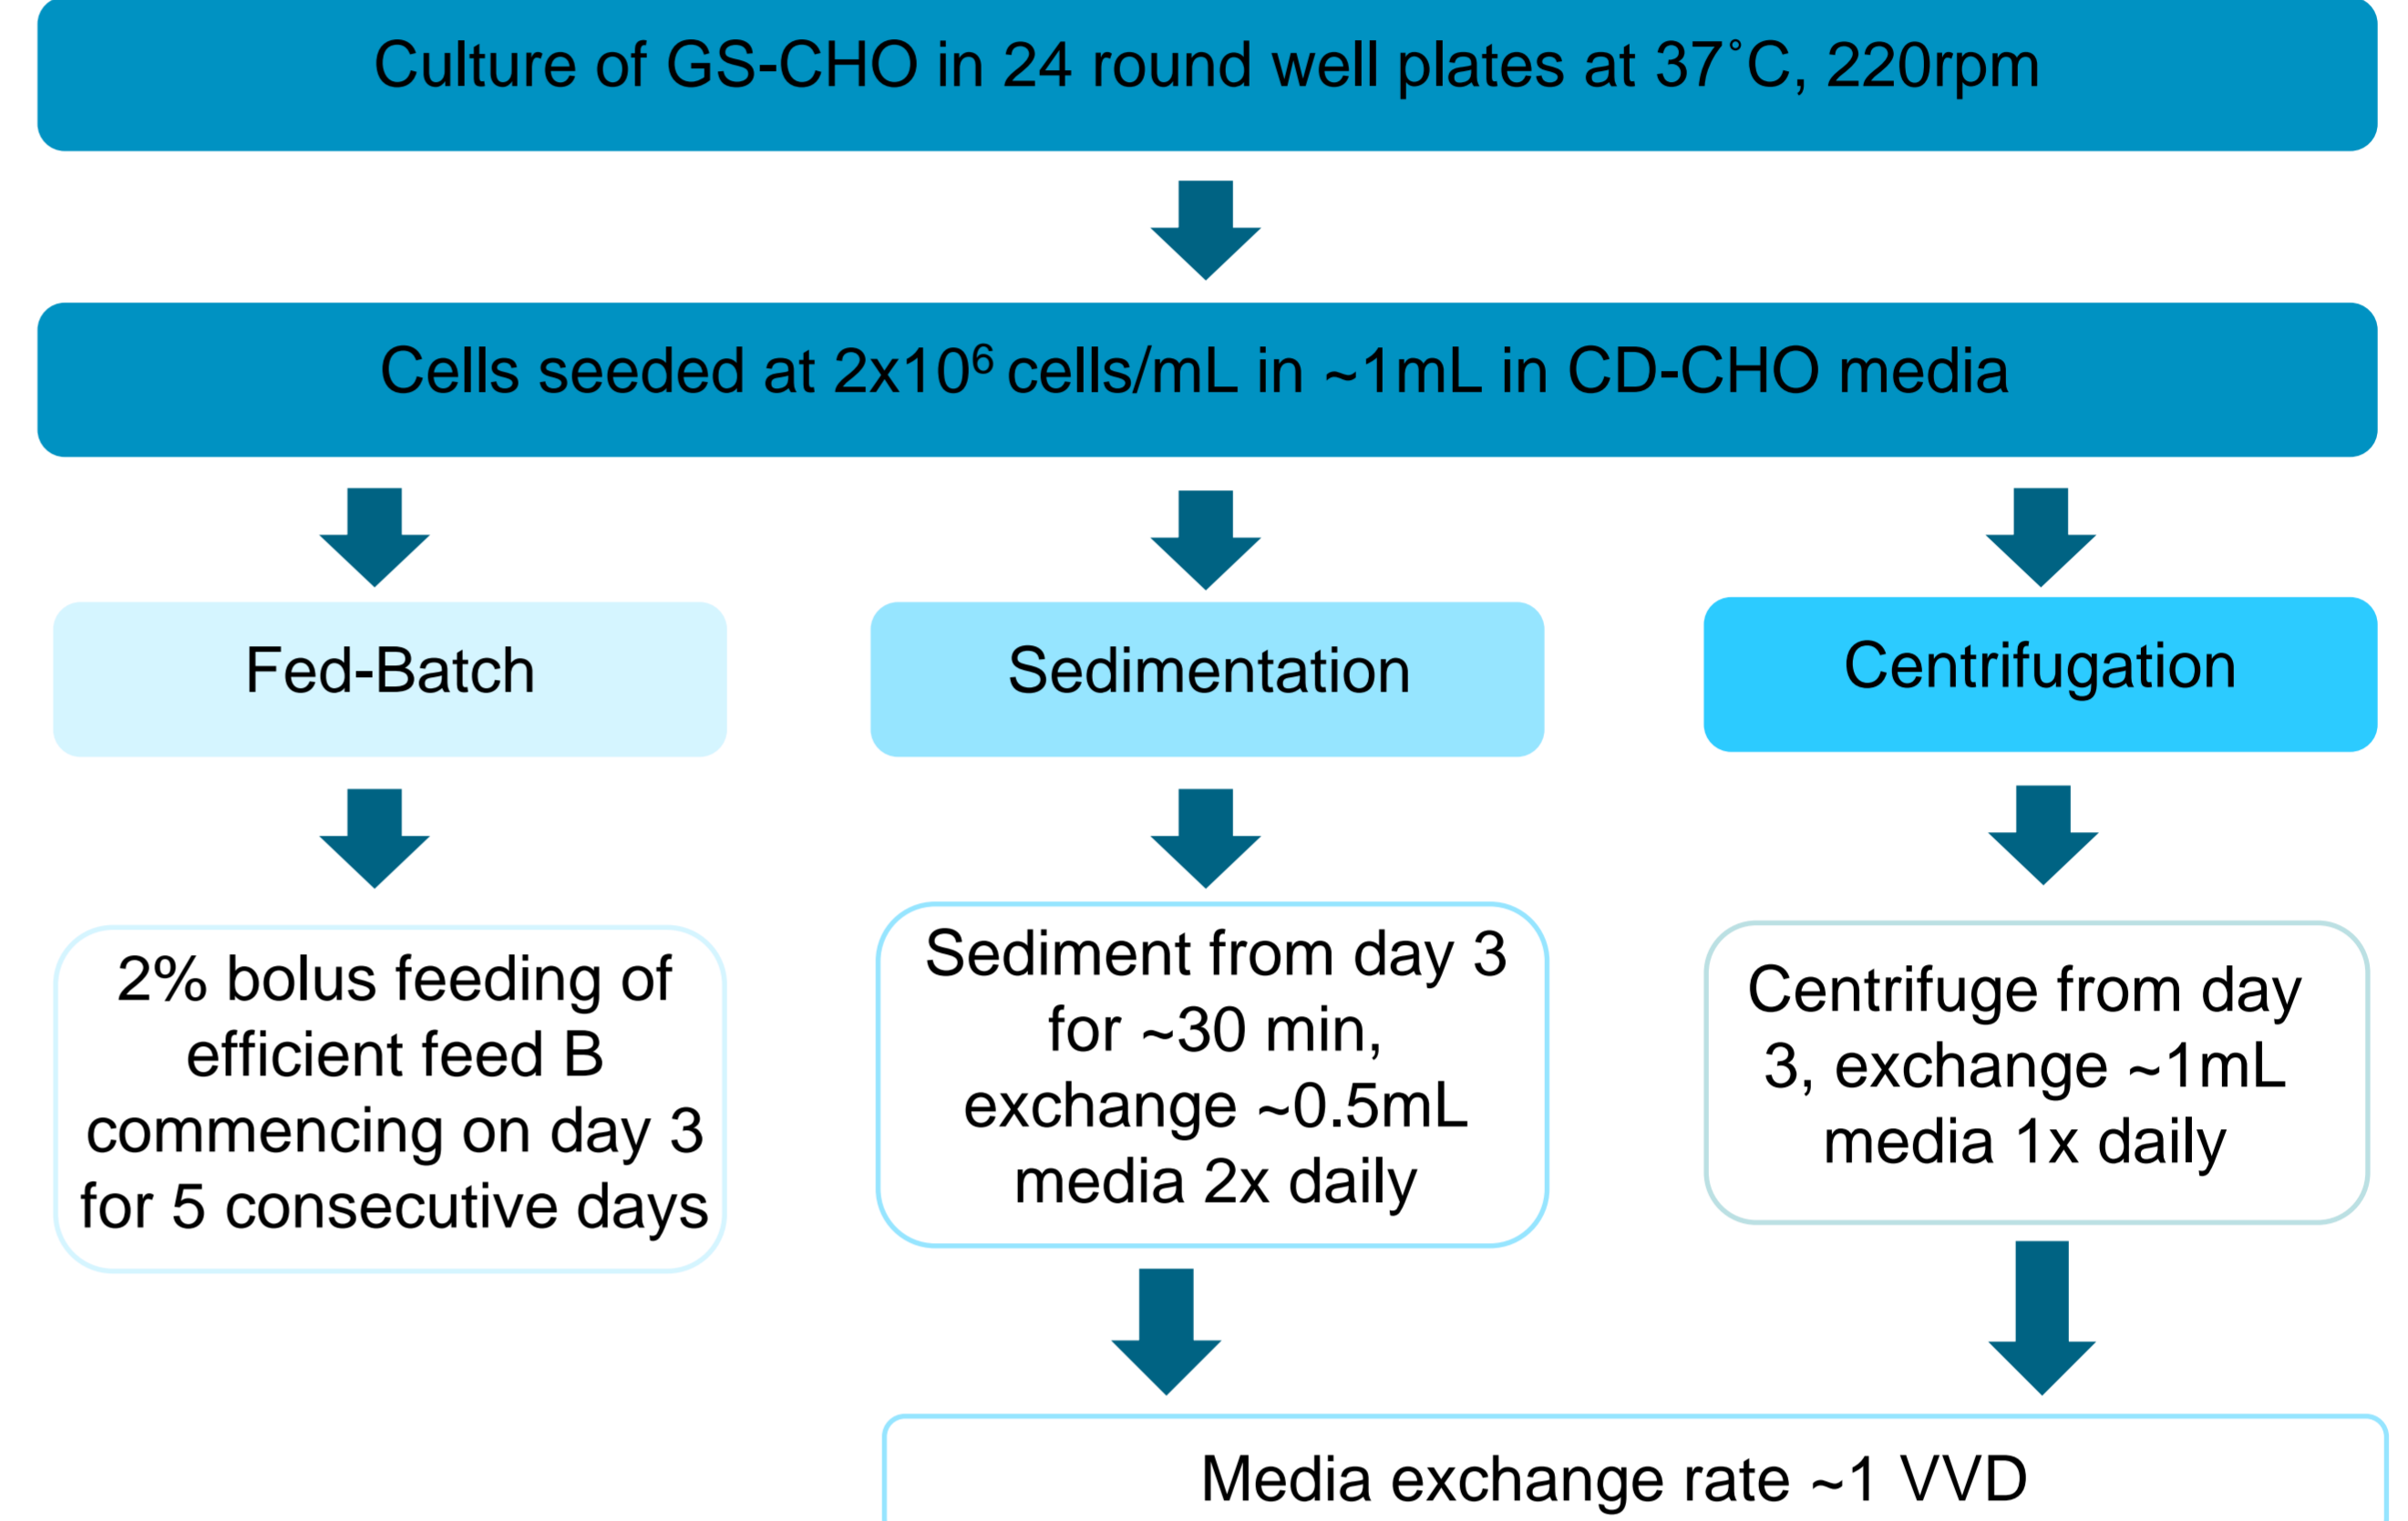 Culture of GS-CHO in 24 round well plates at 37°C, 220rpm
Cells seeded at 2x10⁶ cells/mL in ~1mL in CD-CHO media
Fed-Batch
Sedimentation
Centrifugation
2% bolus feeding of
efficient feed B
commencing on day 3
for 5 consecutive days
Sediment from day 3
for ~30 min,
exchange ~0.5mL
media 2x daily
Centrifuge from day
3, exchange ~1mL
media 1x daily
Media exchange rate ~1 VVD